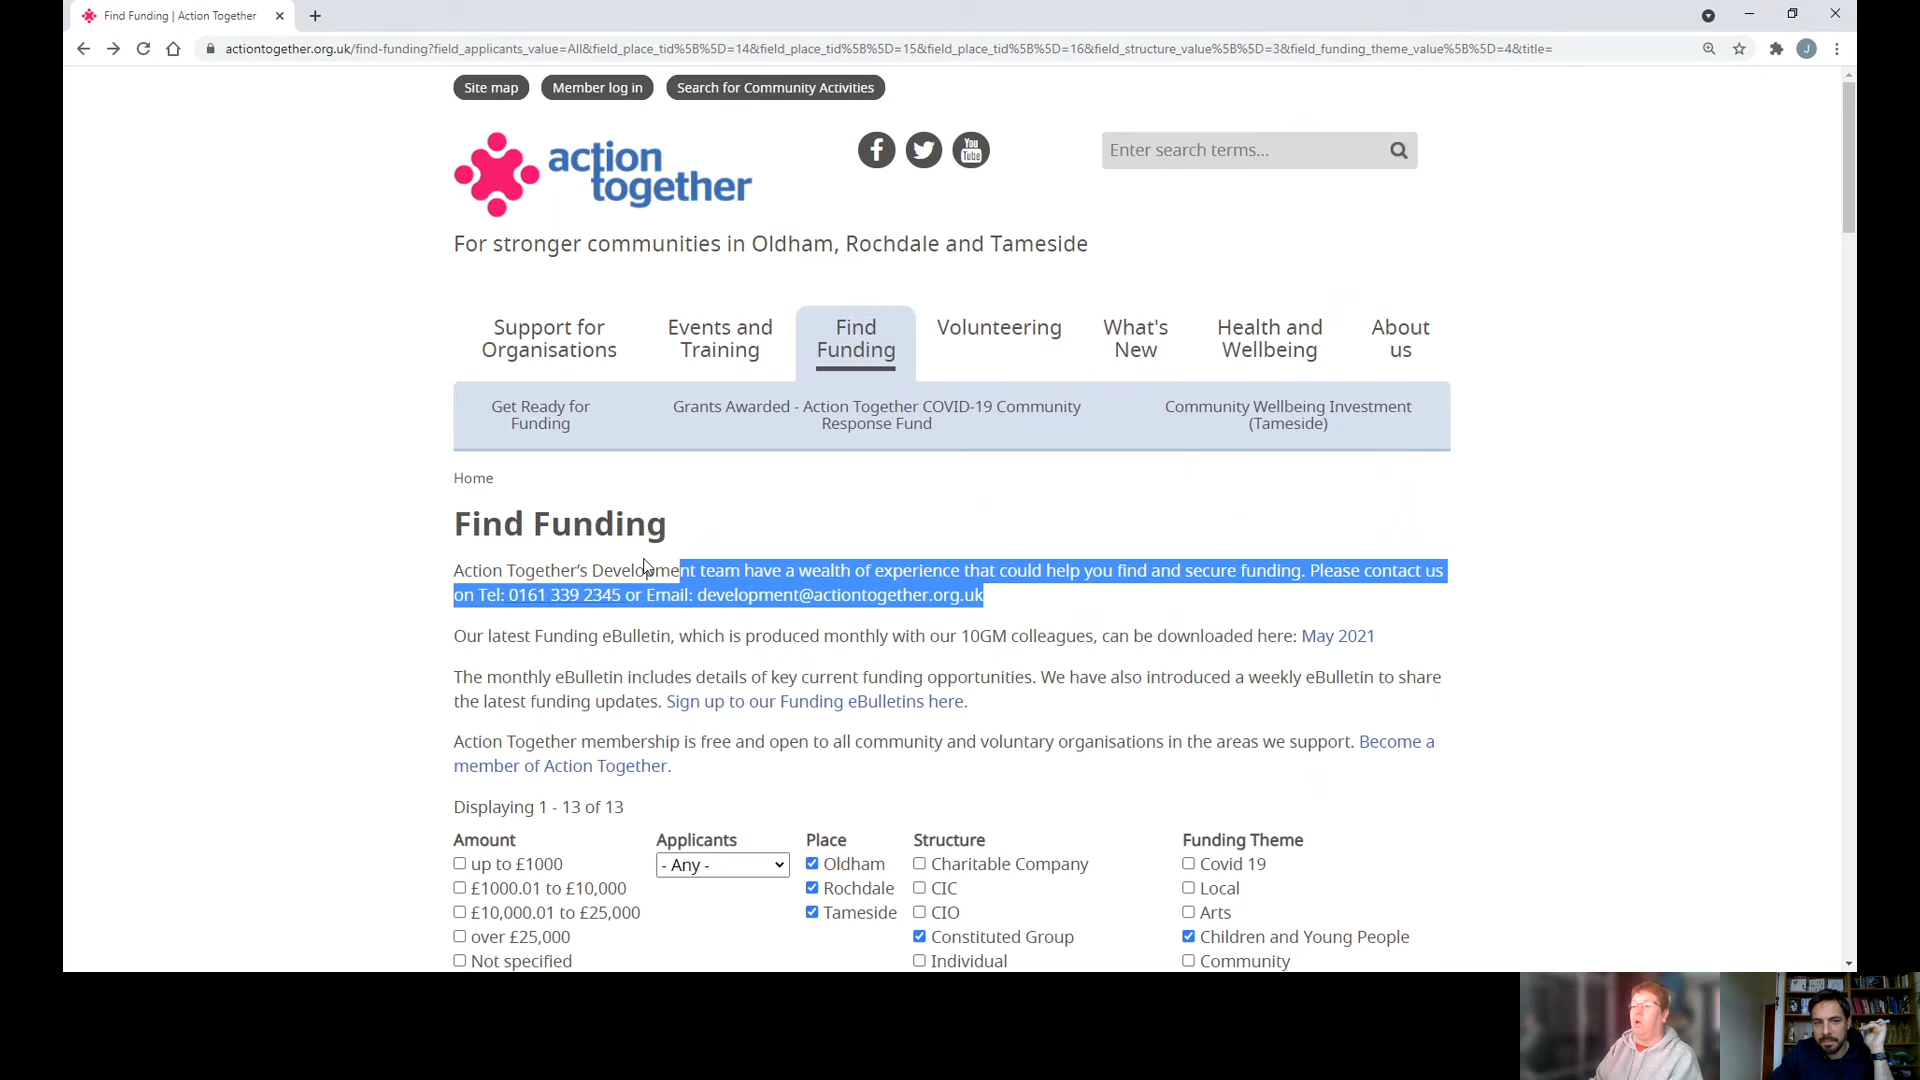 Find Funding | Action Together
actiontogether.org.uk/find-funding?field_applicants_value=All&field_place_tid%5B%5D=14&field_place_tid%5B%5D=15&field_place_tid%5B%5D=16&field_structure_value%5B%5D=3&field_funding_theme_value%5B%5D=4&title=
J
Site map
Member log in
Search for Community Activities
action
together
You
Tube
Enter search terms...
For stronger communities in Oldham, Rochdale and Tameside
Support for
Organisations
Events and
Training
Find
Funding
Volunteering
What's
New
Health and
Wellbeing
About
us
Get Ready for
Funding
Grants Awarded - Action Together COVID-19 Community
Response Fund
Community Wellbeing Investment
(Tameside)
Home
Find Funding
Action Together's Development team have a wealth of experience that could help you find and secure funding. Please contact us
on Tel: 0161 339 2345 or Email: development@actiontogether.org.uk
Our latest Funding eBulletin, which is produced monthly with our 10GM colleagues, can be downloaded here: May 2021
The monthly eBulletin includes details of key current funding opportunities. We have also introduced a weekly eBulletin to share
the latest funding updates. Sign up to our Funding eBulletins here.
Action Together membership is free and open to all community and voluntary organisations in the areas we support. Become a
member of Action Together.
Displaying 1 - 13 of 13
Amount
up to £1000
£1000.01 to £10,000
£10,000.01 to £25,000
over £25,000
Not specified
Applicants
- Any -
Place
Oldham
Rochdale
Tameside
Structure
Charitable Company
CIC
CIO
Constituted Group
Individual
Funding Theme
Covid 19
Local
Arts
Children and Young People
Community